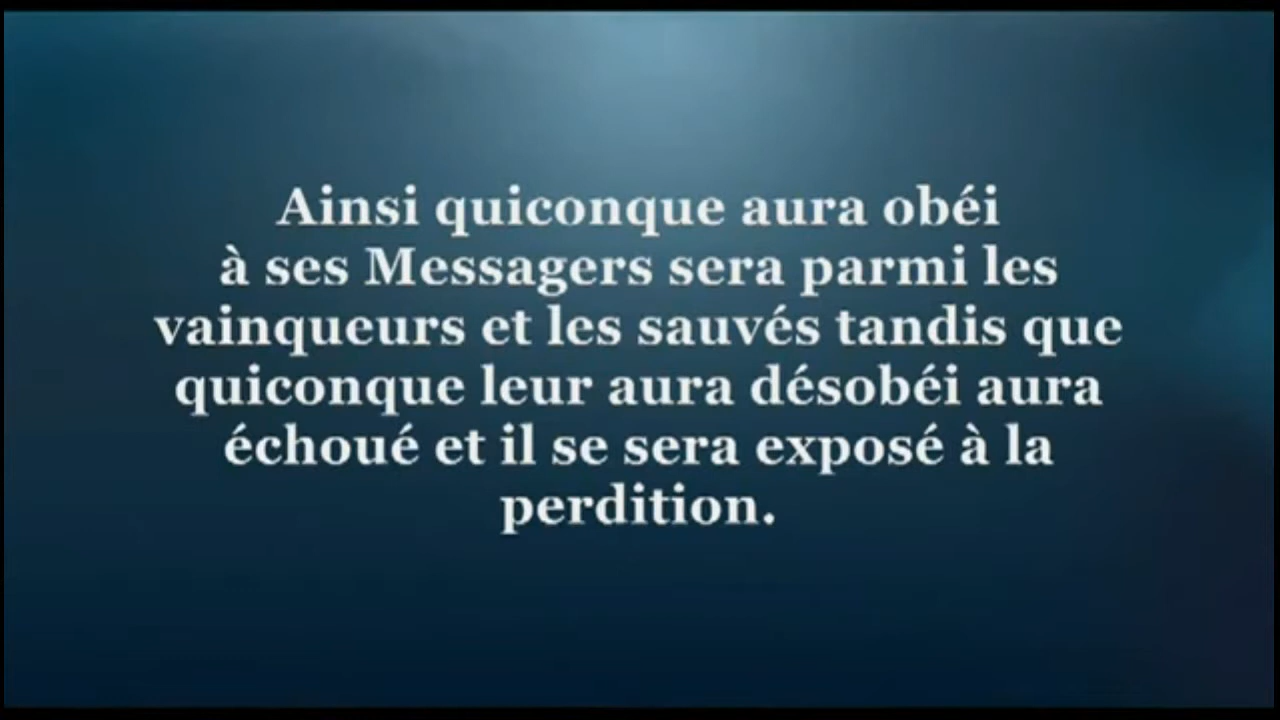 Ainsi quiconque aura obéi
à ses Messagers sera parmi les
vainqueurs et les sauvés tandis que
quiconque leur aura désobéi aura
échoué et il se sera exposé à la
perdition.